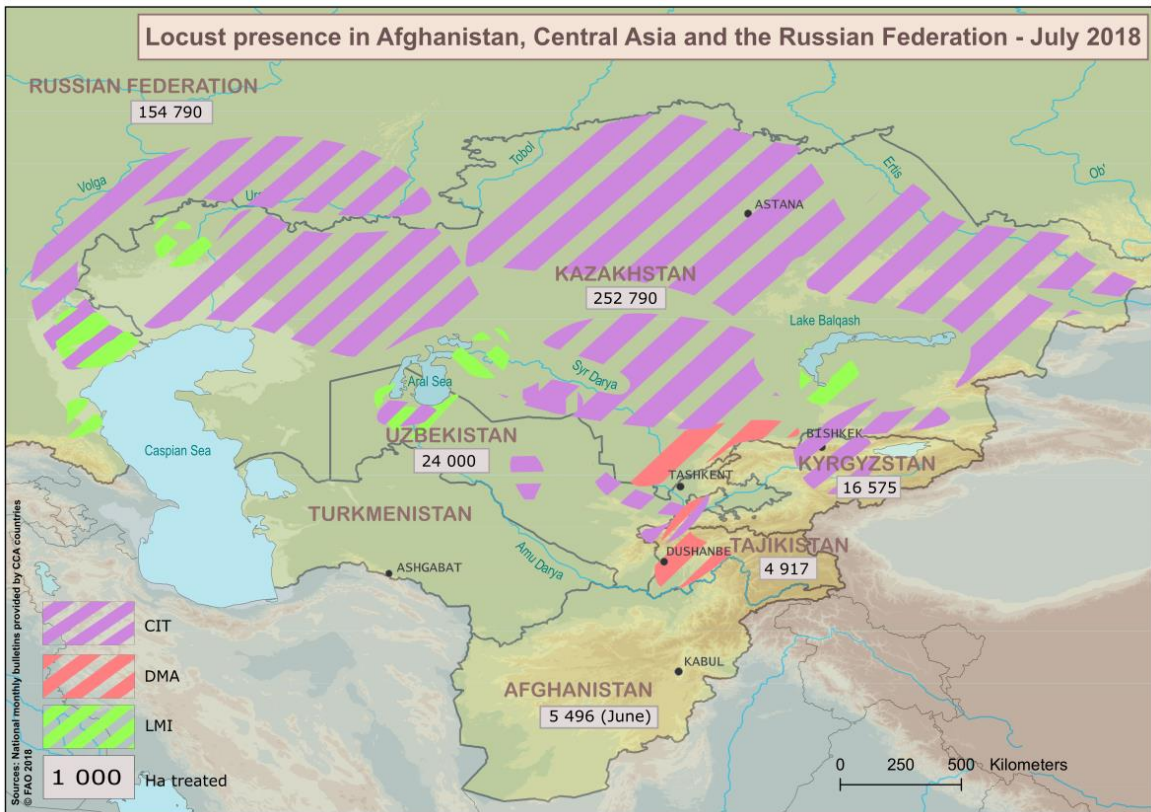 Locust presence in Afghanistan, Central Asia and the Russian Federation - July 2018
RUSSIAN FEDERATION
154 790
Volga
Tobol
Ertis
Ob'
ASTANA
KAZAKHSTAN
252 790
Lake Balqash
Aral Sea
Syr Darya
Caspian Sea
UZBEKISTAN
24 000
BISHKEK
KYRGYZSTAN
16 575
TASHKENT
TURKMENISTAN
Amu Darya
DUSHANBE
TAJIKISTAN
4 917
ASHGABAT
KABUL
AFGHANISTAN
5 496 (June)
CIT
DMA
LMI
1 000 Ha treated
0 250 500 Kilometers
Sources: National monthly bulletins provided by CCA countries
© FAO 2018